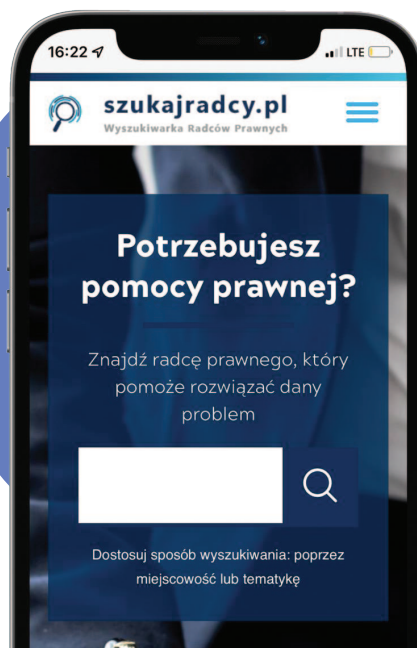 16:22
LTE
szukajradcy.pl
Wyszukiwarka Radców Prawnych
Potrzebujesz
pomocy prawnej?
Znajdź radcę prawnego, który
pomoże rozwiązać dany
problem
Dostosuj sposób wyszukiwania: poprzez
miejscowość lub tematykę